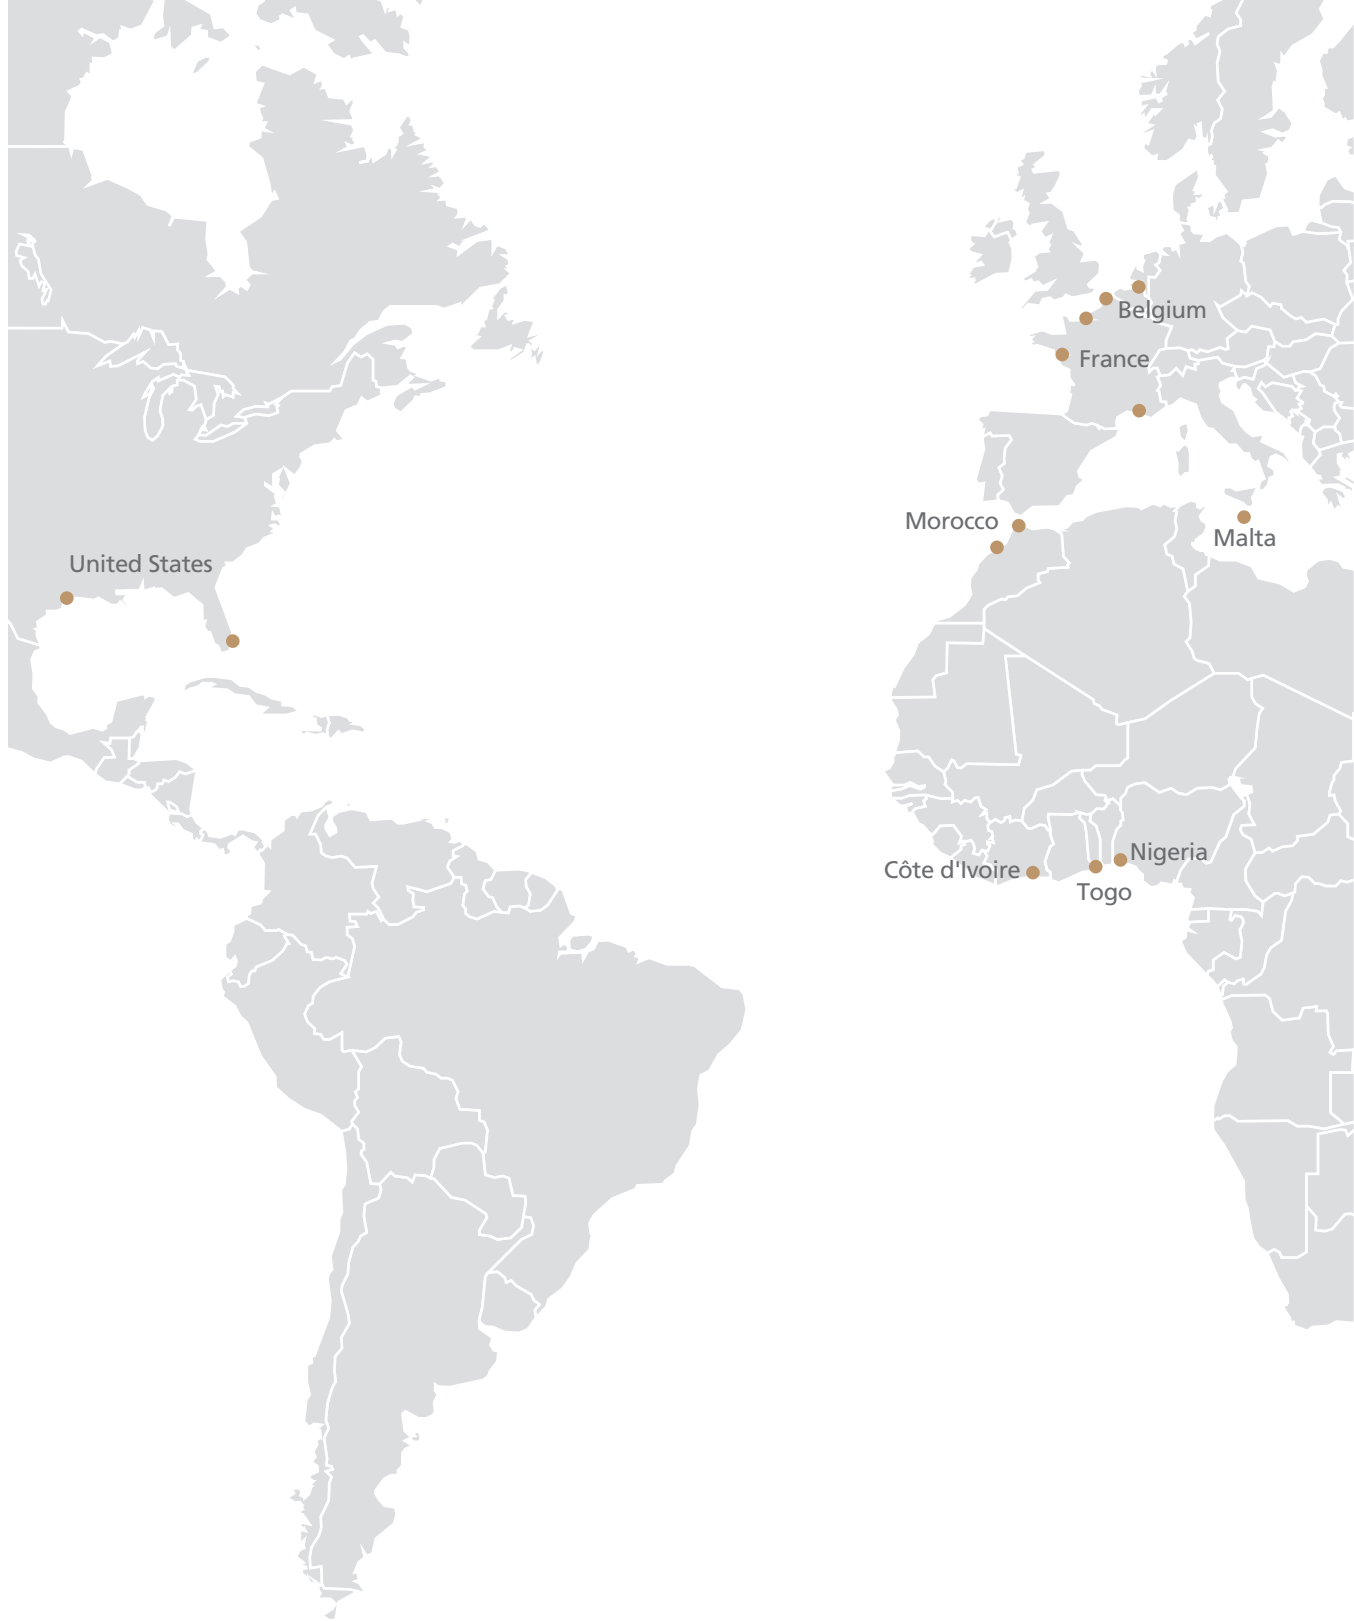 Belgium
France
Morocco
Malta
United States
Nigeria
Côte d'Ivoire
Togo